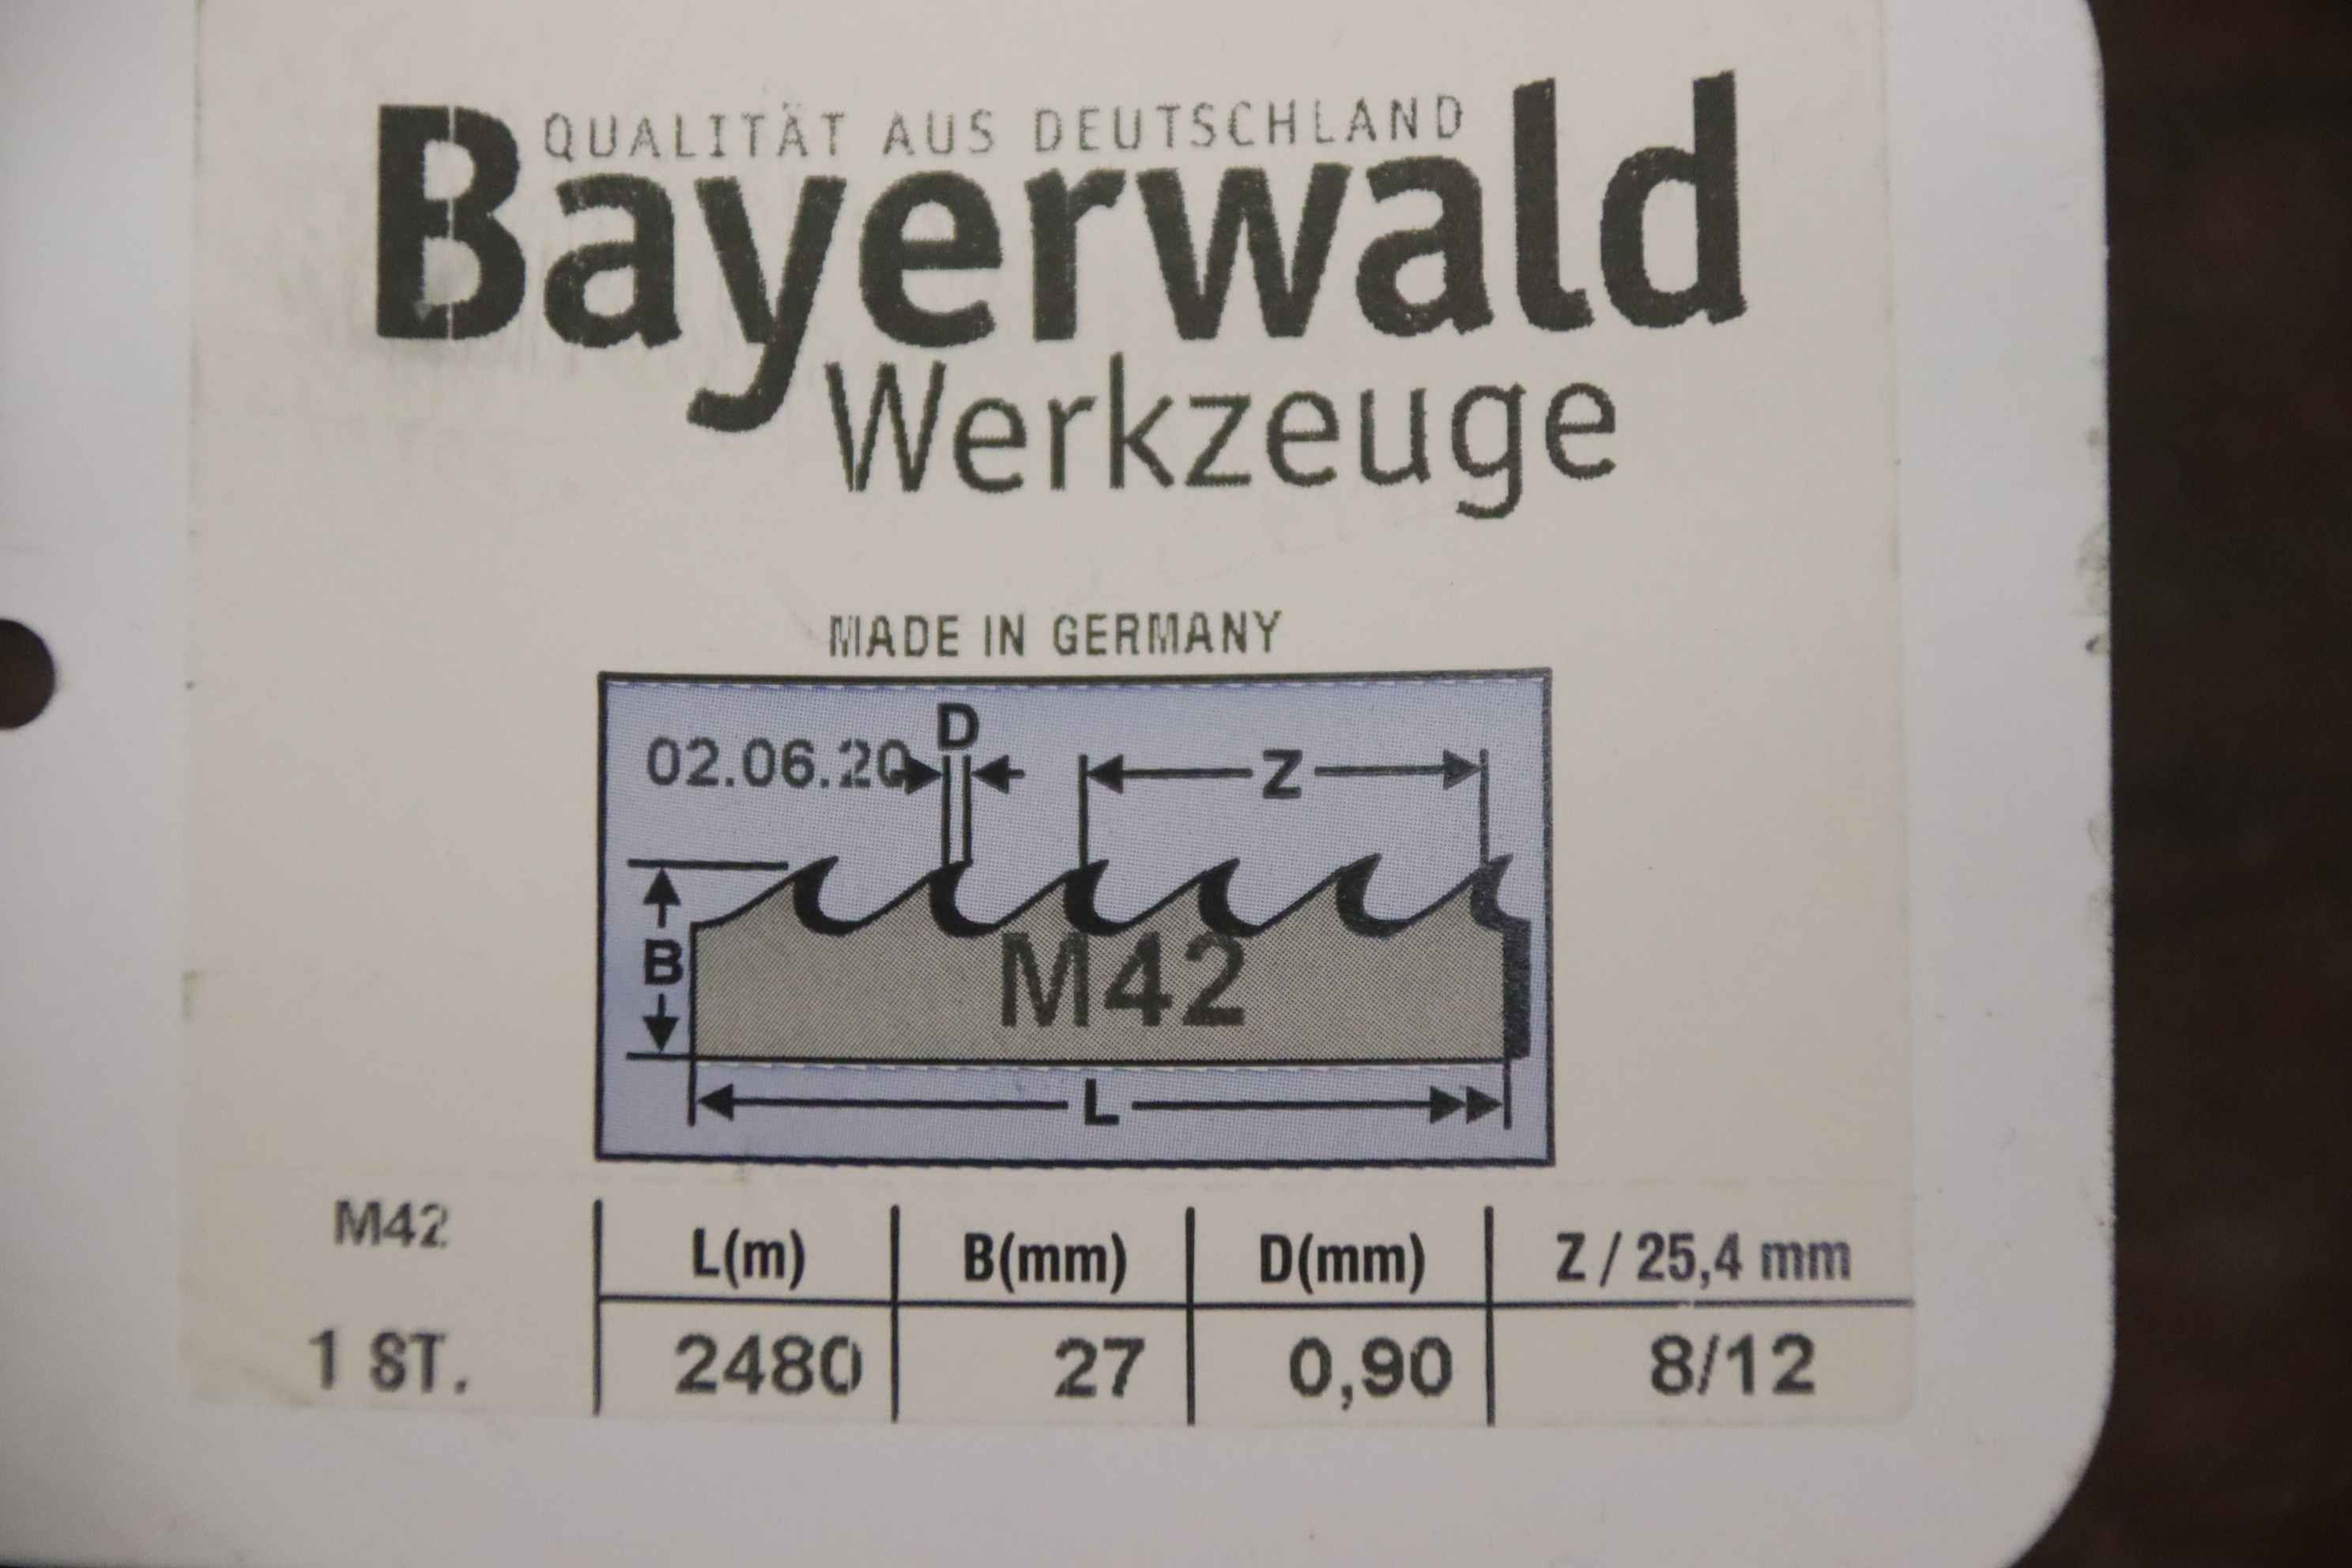 QUALITÄT AUS DEUTSCHLAND
Bayerwald
Werkzeuge
MADE IN GERMANY
02.06.20
D
Z
B
M42
L
M42
L(m) B(mm) D(mm) Z / 25,4 mm
1 ST. 2480 27 0,90 8/12